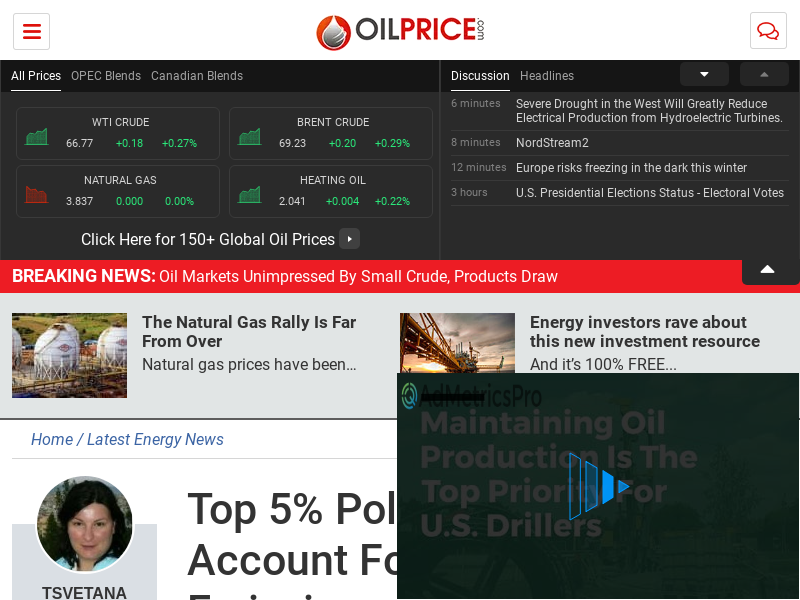 OILPRICE.com
All Prices OPEC Blends Canadian Blends
WTI CRUDE
66.77 +0.18 +0.27%
BRENT CRUDE
69.23 +0.20 +0.29%
NATURAL GAS
3.837 0.000 0.00%
HEATING OIL
2.041 +0.004 +0.22%
Click Here for 150+ Global Oil Prices
Discussion Headlines
6 minutes Severe Drought in the West Will Greatly Reduce
Electrical Production from Hydroelectric Turbines.
8 minutes NordStream2
12 minutes Europe risks freezing in the dark this winter
3 hours U.S. Presidential Elections Status - Electoral Votes
BREAKING NEWS: Oil Markets Unimpressed By Small Crude, Products Draw
The Natural Gas Rally Is Far
From Over
Natural gas prices have been...
Energy investors rave about
this new investment resource
And it's 100% FREE...
Home / Latest Energy News
TSVETANA
Top 5% Pol
Account Fo
AdMetricsPro
Maintaining Oil
Production Is The
Top Priority For
U.S. Drillers